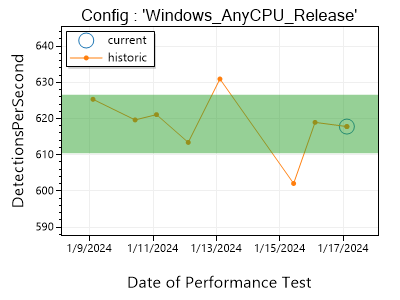 Config : 'Windows_AnyCPU_Release'
current
historic
DetectionsPerSecond
640
630
620
610
600
590
1/9/2024
1/11/2024
1/13/2024
1/15/2024
1/17/2024
Date of Performance Test